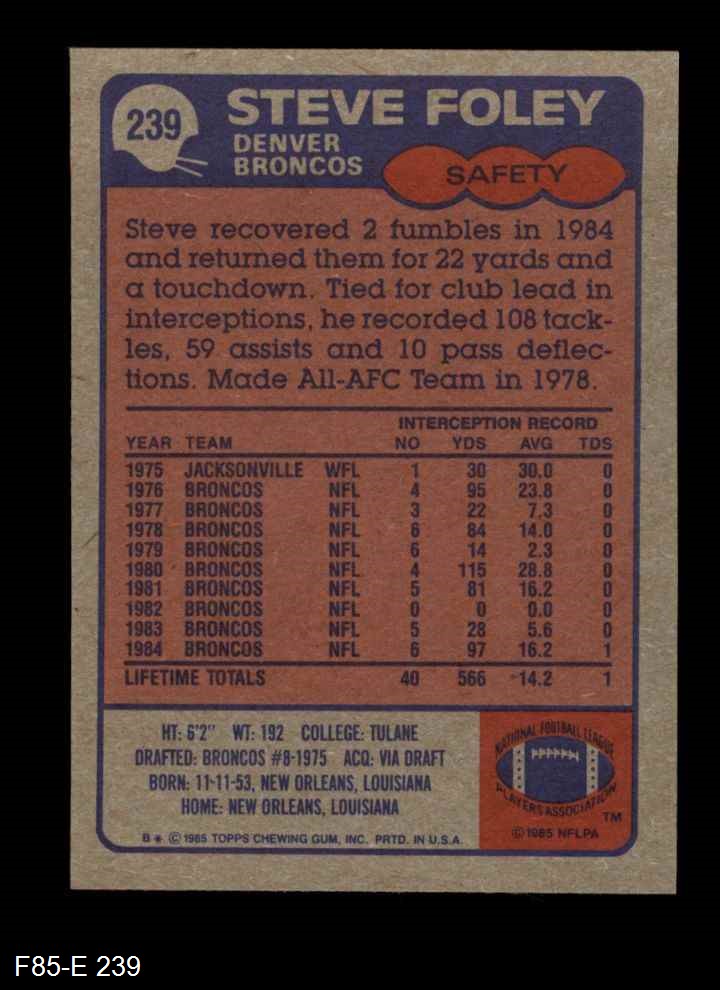 239
STEVE FOLEY
DENVER
BRONCOS
SAFETY
Steve recovered 2 fumbles in 1984
and returned them for 22 yards and
a touchdown. Tied for club lead in
interceptions, he recorded 108 tack-
les, 59 assists and 10 pass deflec-
tions. Made All-AFC Team in 1978.
INTERCEPTION RECORD
YEAR TEAM NO YDS AVG TDS
1975 JACKSONVILLE WFL 1 30 30.0 0
1976 BRONCOS NFL 4 95 23.8 0
1977 BRONCOS NFL 3 22 7.3 0
1978 BRONCOS NFL 6 84 14.0 0
1979 BRONCOS NFL 6 14 2.3 0
1980 BRONCOS NFL 4 115 28.8 0
1981 BRONCOS NFL 5 81 16.2 0
1982 BRONCOS NFL 0 0 0.0 0
1983 BRONCOS NFL 5 28 5.6 0
1984 BRONCOS NFL 6 97 16.2 1
LIFETIME TOTALS 40 566 14.2 1
HT: 6'2" WT: 192 COLLEGE: TULANE
DRAFTED: BRONCOS #8-1975 ACQ: VIA DRAFT
BORN: 11-11-53, NEW ORLEANS, LOUISIANA
HOME: NEW ORLEANS, LOUISIANA
B * © 1985 TOPPS CHEWING GUM, INC. PRTD. IN U.S.A.
NATIONAL FOOTBALL LEAGUE
PLAYERS ASSOCIATION
TM
© 1985 NFLPA
F85-E 239